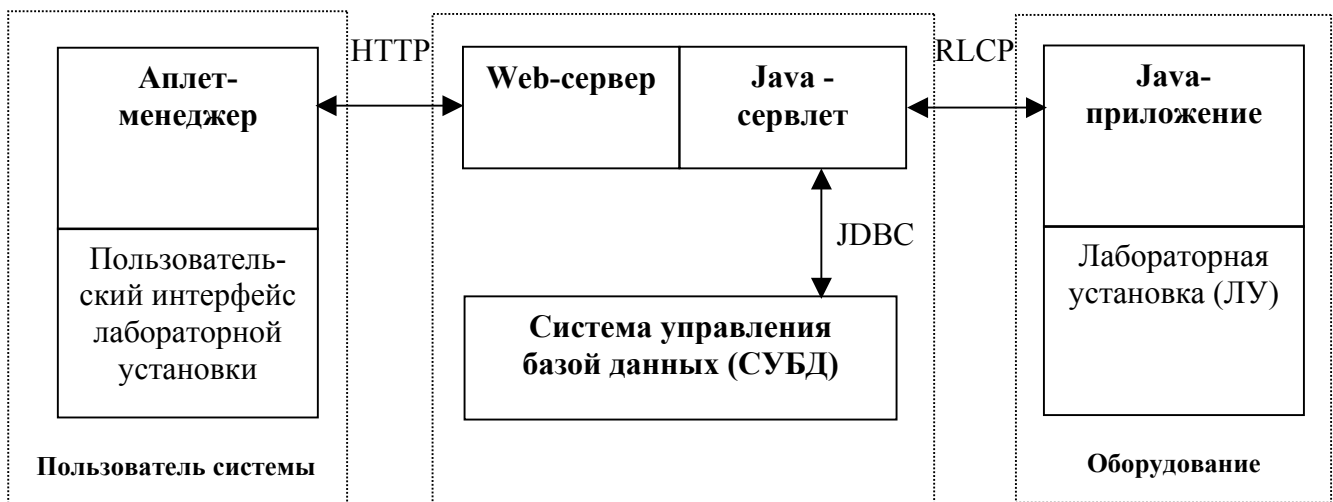 HTTP
RLCP
Аплет-
менеджер
Web-сервер
Java -
сервлет
Java-
приложение
JDBC
Пользователь-
ский интерфейс
лабораторной
установки
Лабораторная
установка (ЛУ)
Система управления
базой данных (СУБД)
Пользователь системы
Оборудование